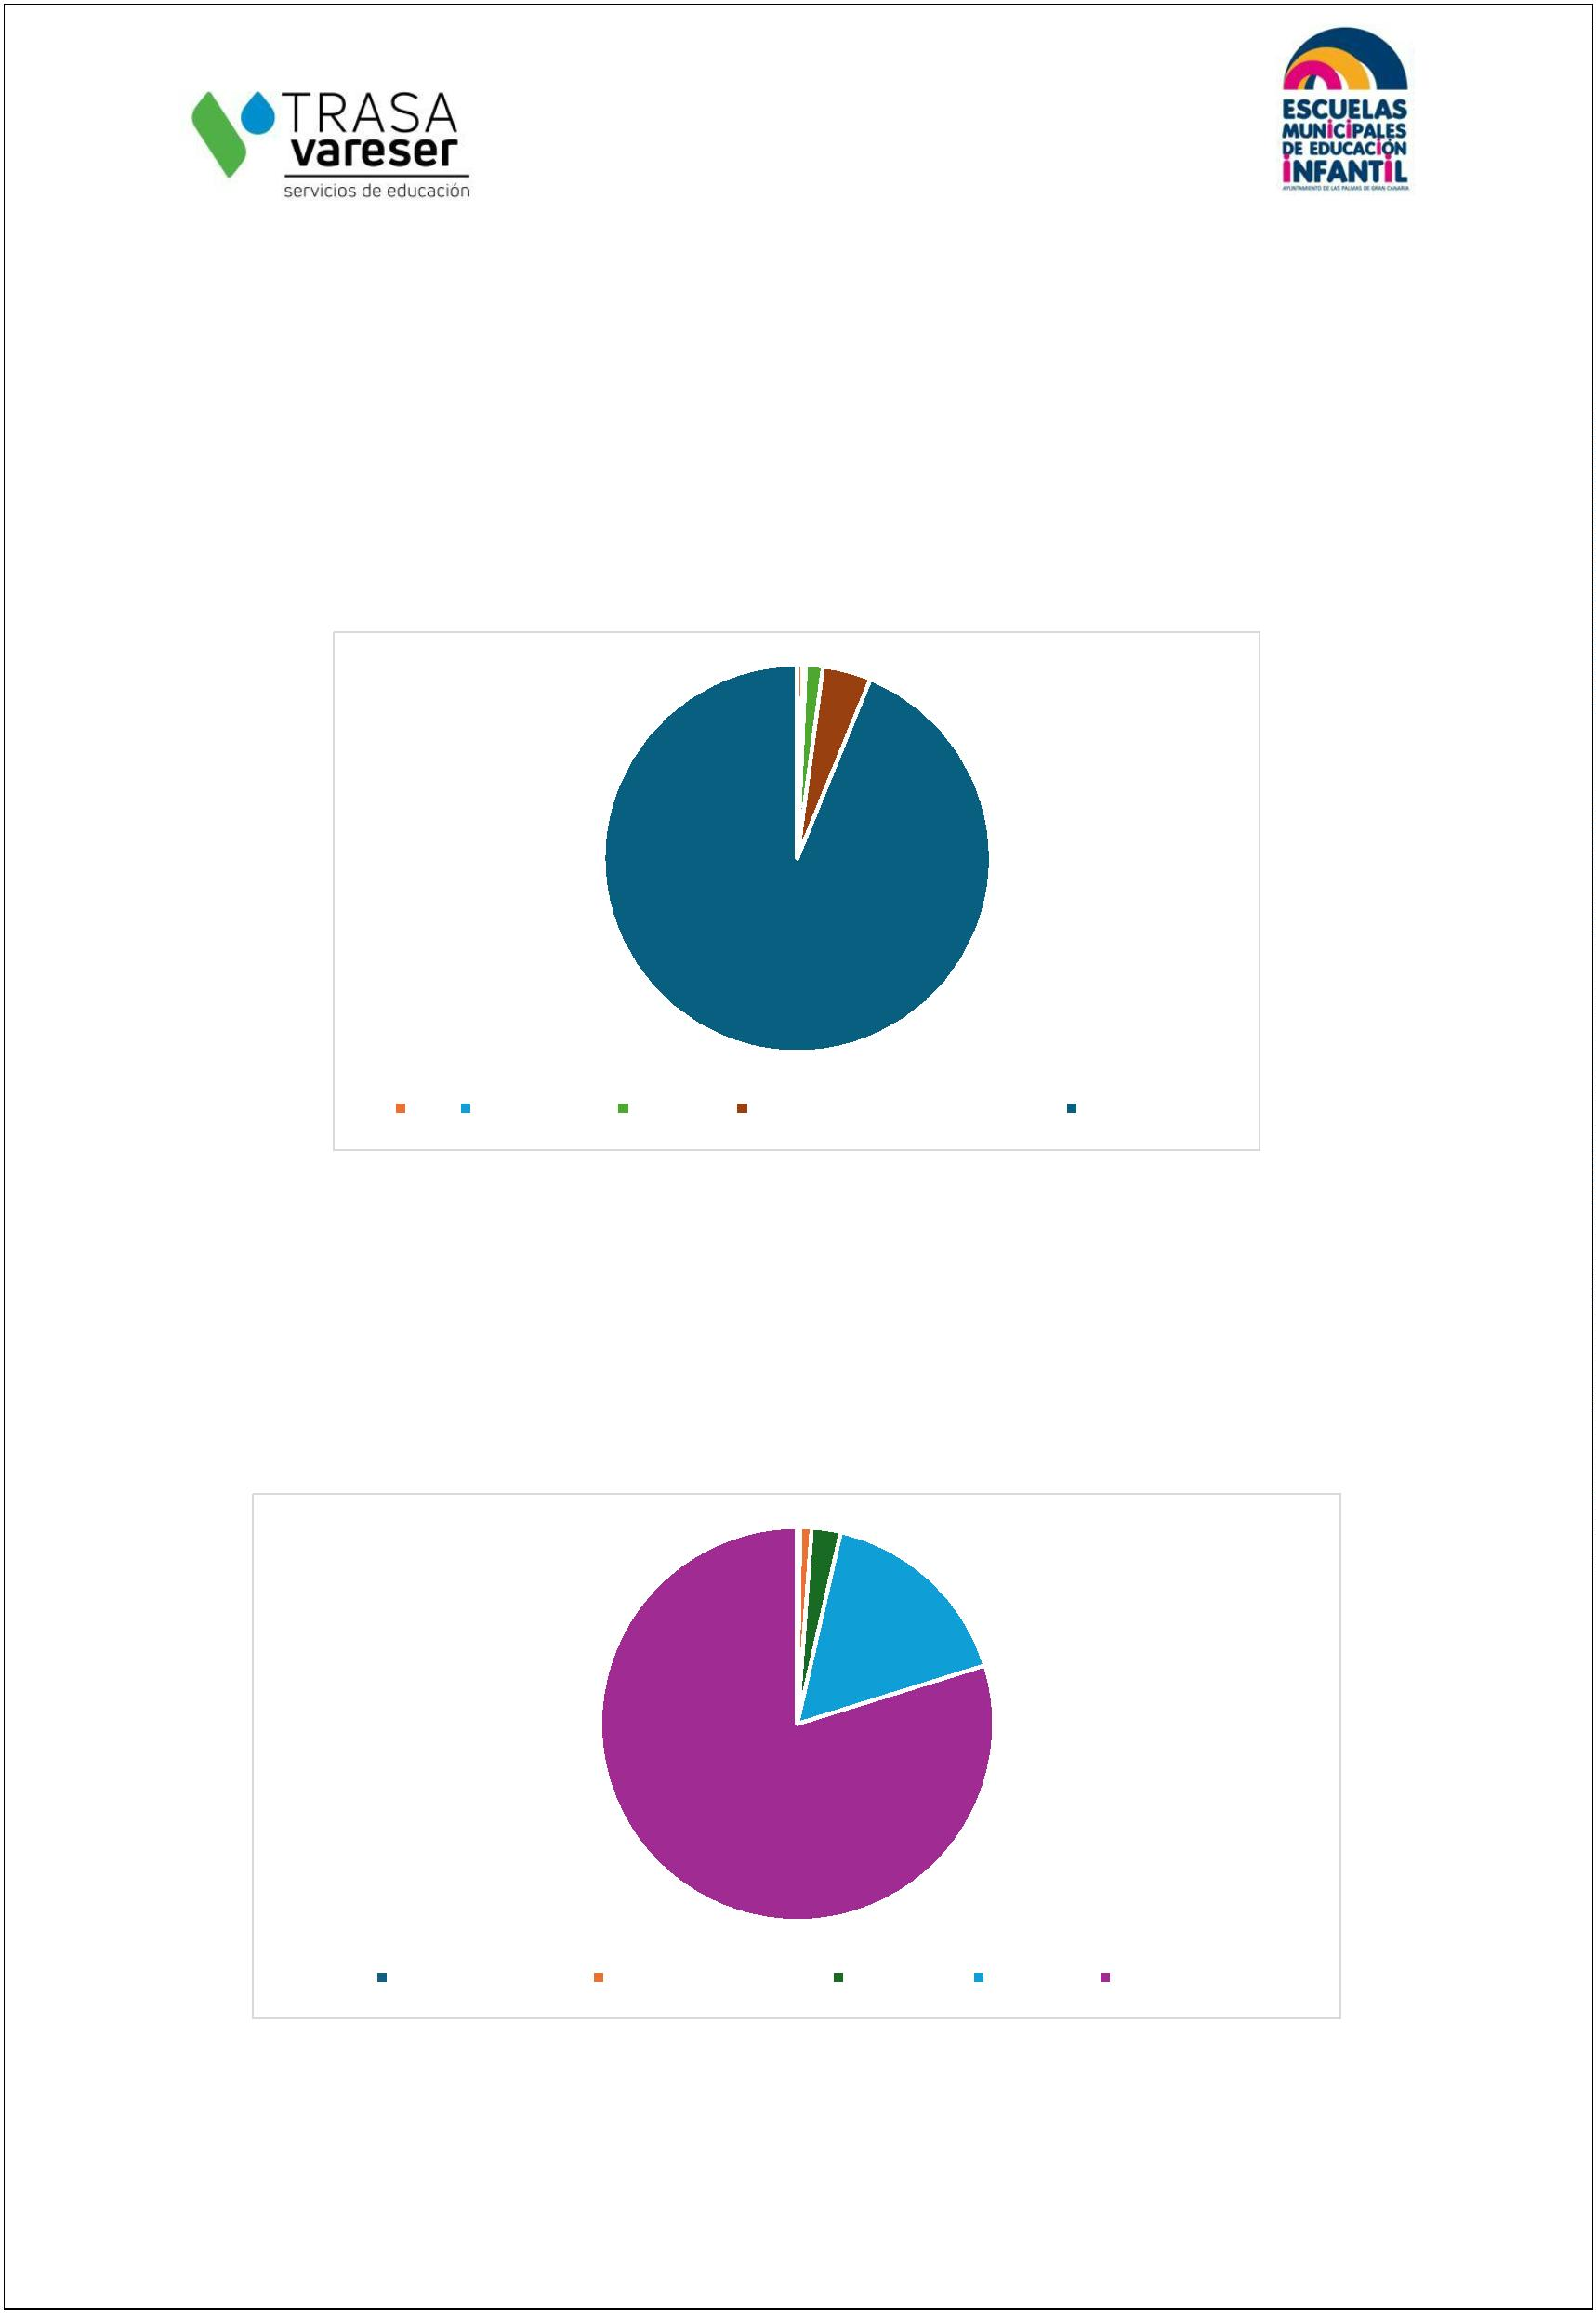 TRASA
vareser
servicios de educación
ESCUELAS
MUNICIPALES
DE EDUCACIÓN
INFANTIL
AYUNTAMIENTO DE LAS PALMAS DE GRAN CANARIA